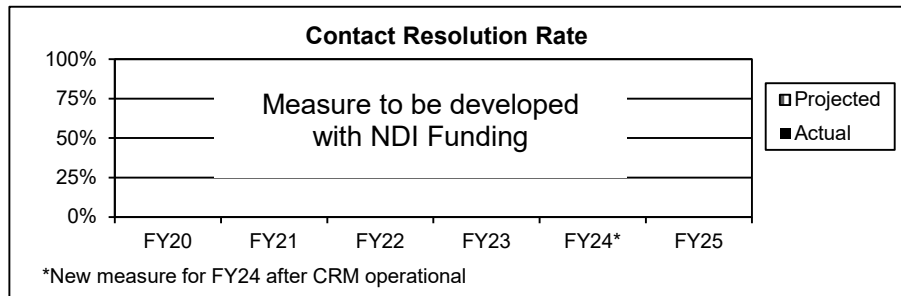 Contact Resolution Rate
100%
75%
50%
25%
0%
Measure to be developed
with NDI Funding
Projected
Actual
FY20 FY21 FY22 FY23 FY24* FY25
*New measure for FY24 after CRM operational